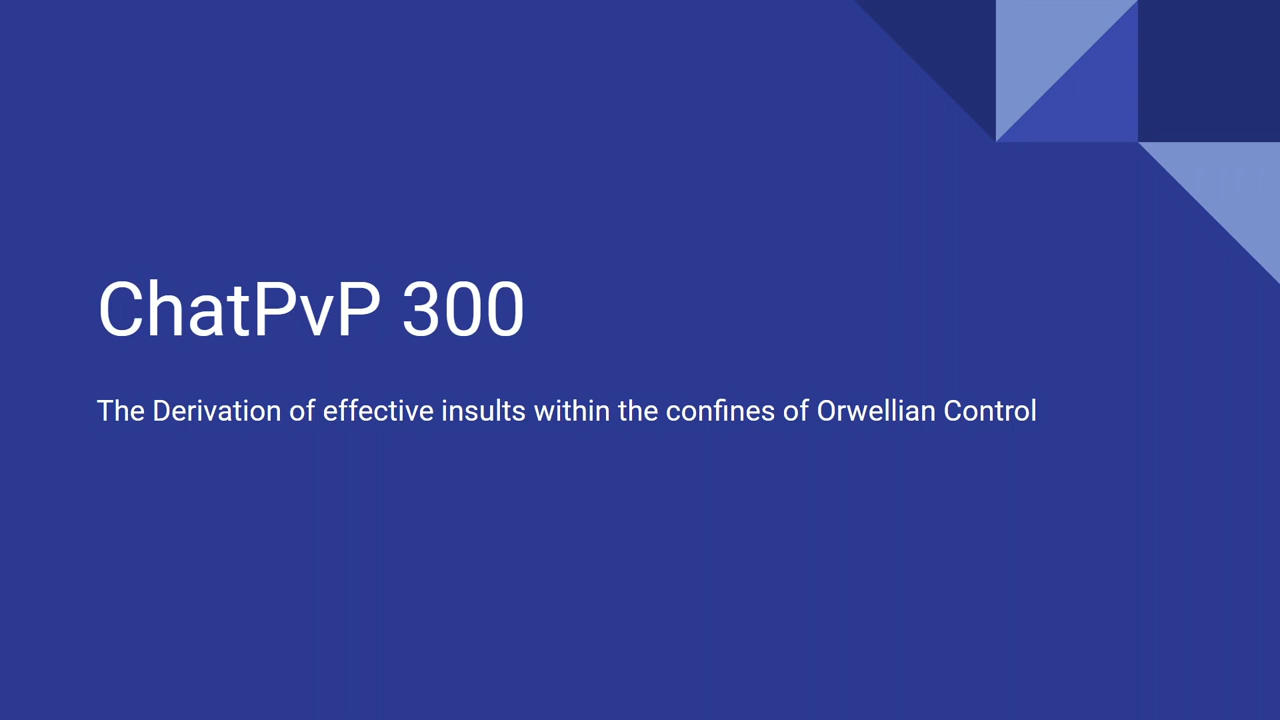 ChatPvP 300
The Derivation of effective insults within the confines of Orwellian Control